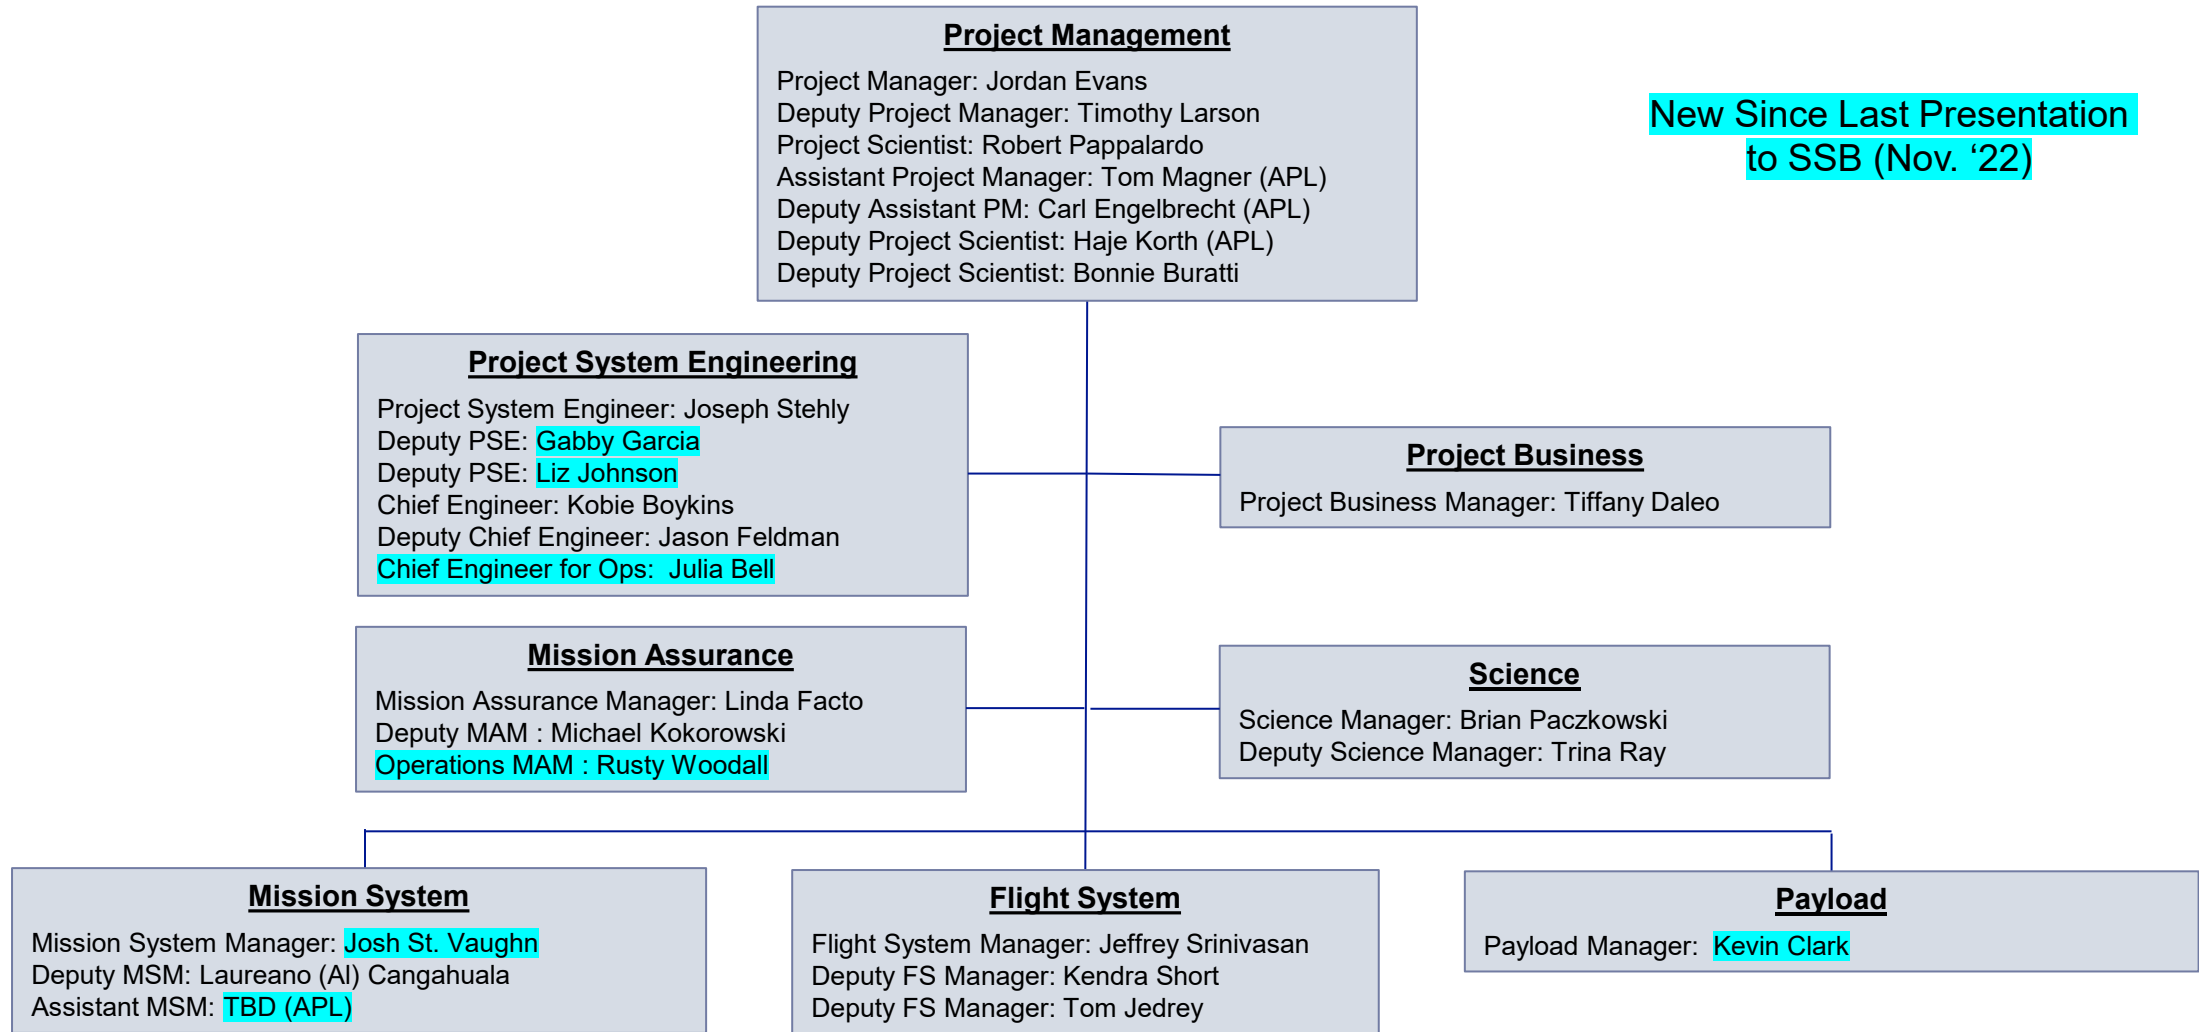 Project Management
Project Manager: Jordan Evans
Deputy Project Manager: Timothy Larson
Project Scientist: Robert Pappalardo
Assistant Project Manager: Tom Magner (APL)
Deputy Assistant PM: Carl Engelbrecht (APL)
Deputy Project Scientist: Haje Korth (APL)
Deputy Project Scientist: Bonnie Buratti
New Since Last Presentation
to SSB (Nov. ‘22)
Project System Engineering
Project System Engineer: Joseph Stehly
Deputy PSE: Gabby Garcia
Deputy PSE: Liz Johnson
Chief Engineer: Kobie Boykins
Deputy Chief Engineer: Jason Feldman
Chief Engineer for Ops:  Julia Bell
Project Business
Project Business Manager: Tiffany Daleo
Mission Assurance
Mission Assurance Manager: Linda Facto
Deputy MAM : Michael Kokorowski
Operations MAM : Rusty Woodall
Science
Science Manager: Brian Paczkowski
Deputy Science Manager: Trina Ray
Mission System
Mission System Manager: Josh St. Vaughn
Deputy MSM: Laureano (Al) Cangahuala
Assistant MSM: TBD (APL)
Flight System
Flight System Manager: Jeffrey Srinivasan
Deputy FS Manager: Kendra Short
Deputy FS Manager: Tom Jedrey
Payload
Payload Manager:  Kevin Clark